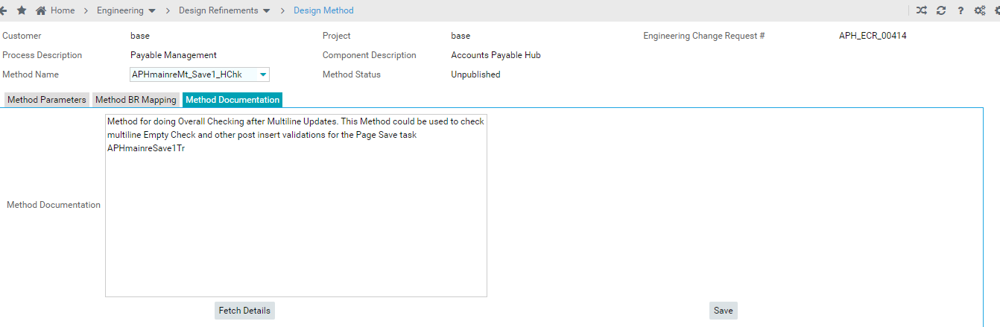 Home > Engineering > Design Refinements > Design Method
?
Customer base Project base Engineering Change Request # APH_ECR_00414
Process Description Payable Management Component Description Accounts Payable Hub
Method Name APHmainreMt_Save1_HChk Method Status Unpublished
Method Parameters Method BR Mapping Method Documentation
Method for doing Overall Checking after Multiline Updates. This Method could be used to check
multiline Empty Check and other post insert validations for the Page Save task
APHmainreSave1Tr
Method Documentation
Fetch Details Save